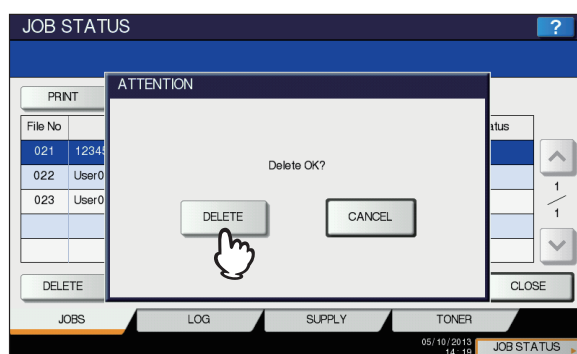 JOB STATUS ?
ATTENTION
PRINT
File No atus
021 12345
022 User0
023 User0
Delete OK?
DELETE CANCEL
1
1
DELETE CLOSE
JOBS LOG SUPPLY TONER
05/10/2013
14:19
JOB STATUS